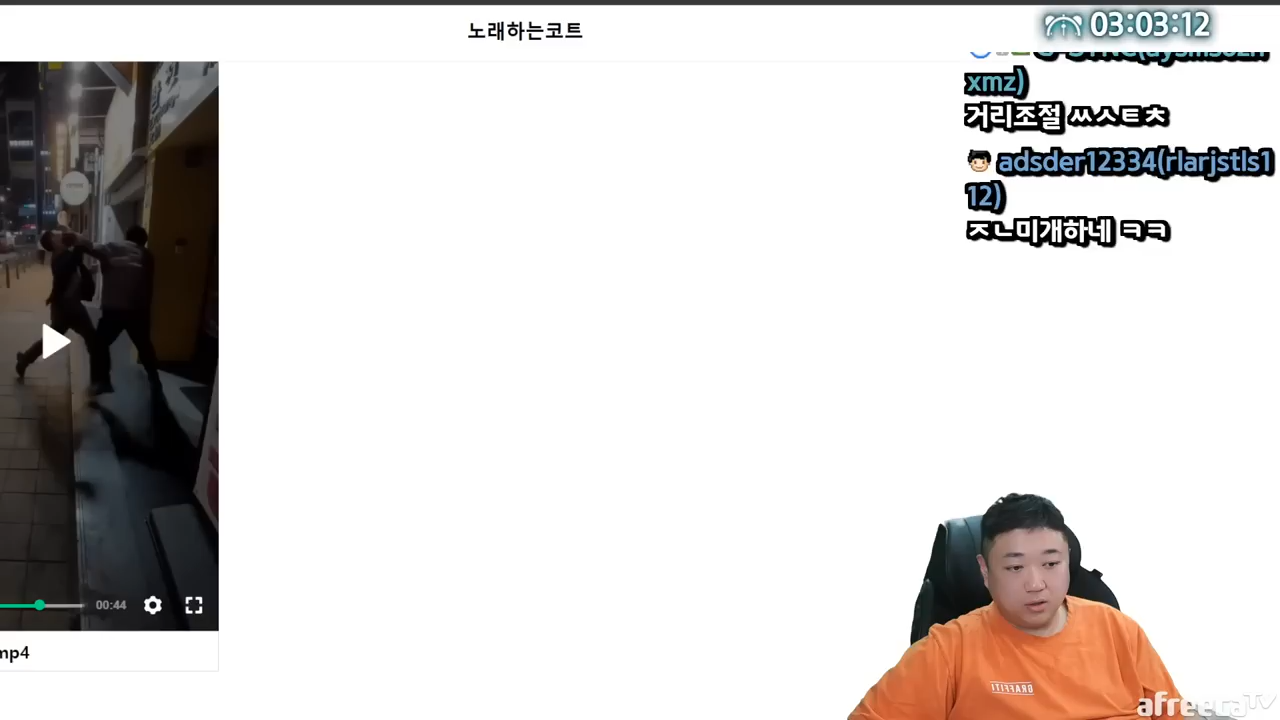 노래하는코트
03:03:12
xmz)
거리조절 ㅆㅅㅌㅊ
adsder12334(rlarjstls1
12)
ㅈㄴ미개하네 ㅋㅋ
00:44
mp4
GRAFFITI
afreecaTV